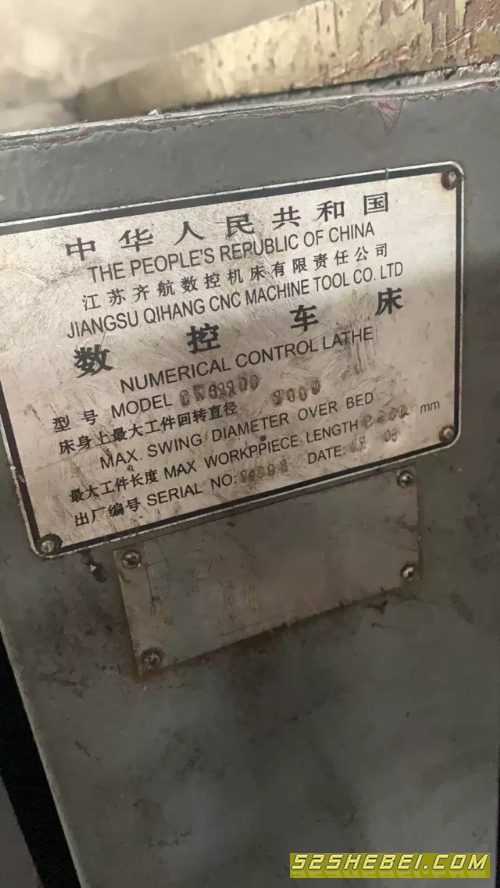 中华人民共和国
THE PEOPLE'S REPUBLIC OF CHINA
江苏齐航数控机床有限责任公司
JIANGSU QIHANG CNC MACHINE TOOL CO. LTD
数控车床
NUMERICAL CONTROL LATHE
型号 MODEL CK61100
床身上最大工件回转直径 1000
MAX. SWING DIAMETER OVER BED
最大工件长度 MAX WORKPPIECE LENGTH mm
出厂编号 SERIAL NO: DATE:
52SHEBEI.COM